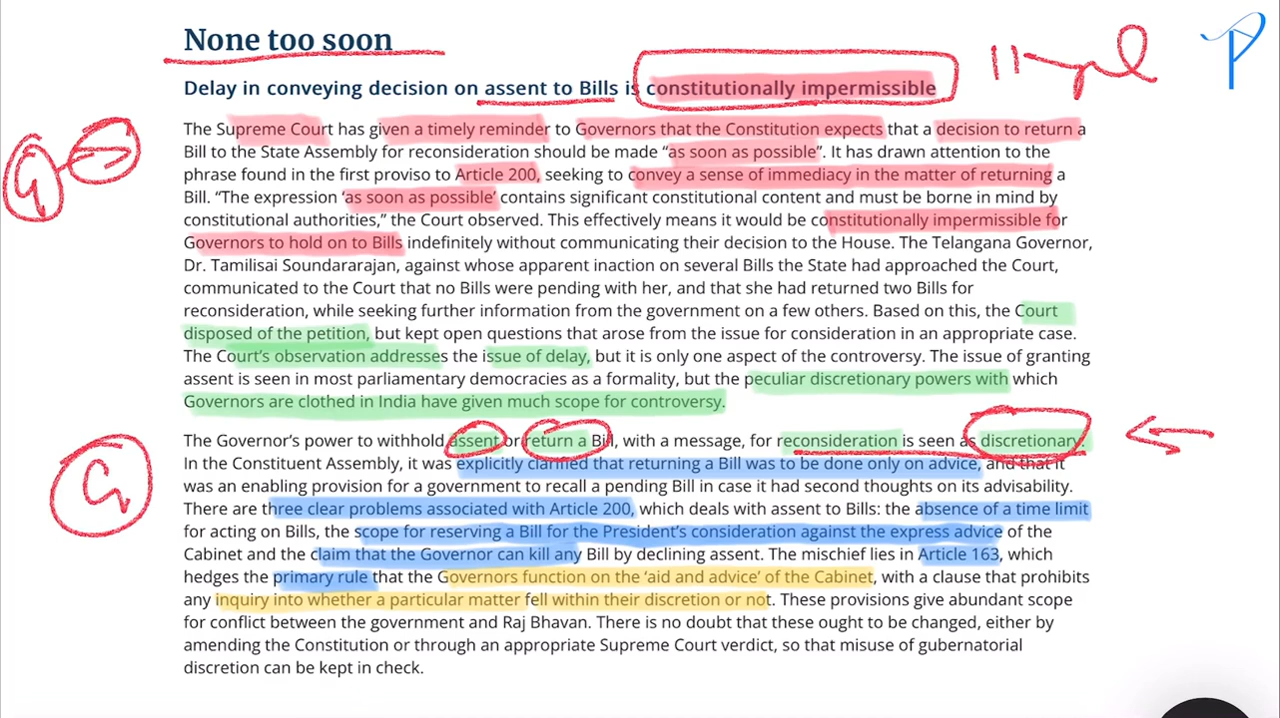 None too soon
Delay in conveying decision on assent to Bills is constitutionally impermissible
The Supreme Court has given a timely reminder to Governors that the Constitution expects that a decision to return a
Bill to the State Assembly for reconsideration should be made “as soon as possible”. It has drawn attention to the
phrase found in the first proviso to Article 200, seeking to convey a sense of immediacy in the matter of returning a
Bill. “The expression ‘as soon as possible’ contains significant constitutional content and must be borne in mind by
constitutional authorities,” the Court observed. This effectively means it would be constitutionally impermissible for
Governors to hold on to Bills indefinitely without communicating their decision to the House. The Telangana Governor,
Dr. Tamilisai Soundararajan, against whose apparent inaction on several Bills the State had approached the Court,
communicated to the Court that no Bills were pending with her, and that she had returned two Bills for
reconsideration, while seeking further information from the government on a few others. Based on this, the Court
disposed of the petition, but kept open questions that arose from the issue for consideration in an appropriate case.
The Court’s observation addresses the issue of delay, but it is only one aspect of the controversy. The issue of granting
assent is seen in most parliamentary democracies as a formality, but the peculiar discretionary powers with which
Governors are clothed in India have given much scope for controversy.
The Governor’s power to withhold assent or return a Bill, with a message, for reconsideration is seen as discretionary.
In the Constituent Assembly, it was explicitly clarified that returning a Bill was to be done only on advice, and that it
was an enabling provision for a government to recall a pending Bill in case it had second thoughts on its advisability.
There are three clear problems associated with Article 200, which deals with assent to Bills: the absence of a time limit
for acting on Bills, the scope for reserving a Bill for the President’s consideration against the express advice of the
Cabinet and the claim that the Governor can kill any Bill by declining assent. The mischief lies in Article 163, which
hedges the primary rule that the Governors function on the ‘aid and advice’ of the Cabinet, with a clause that prohibits
any inquiry into whether a particular matter fell within their discretion or not. These provisions give abundant scope
for conflict between the government and Raj Bhavan. There is no doubt that these ought to be changed, either by
amending the Constitution or through an appropriate Supreme Court verdict, so that misuse of gubernatorial
discretion can be kept in check.
G
G